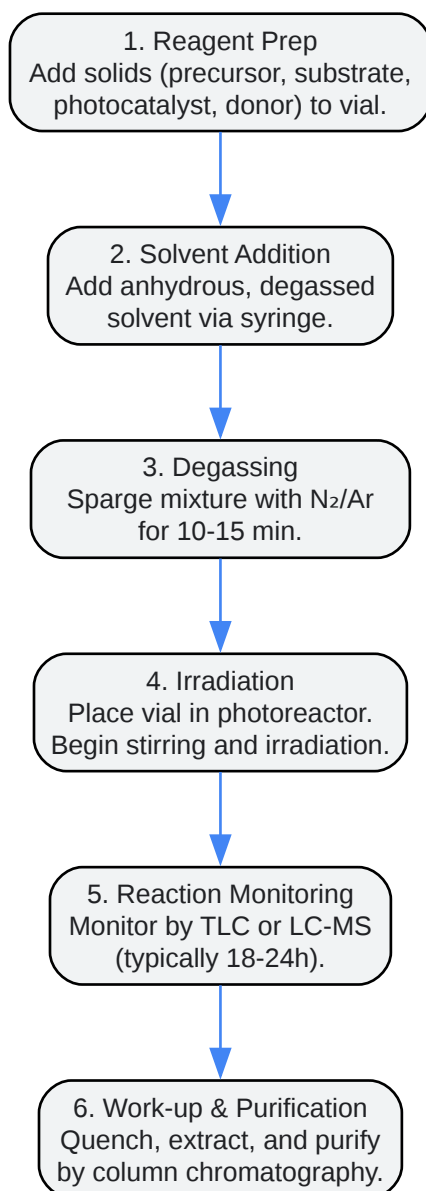 1. Reagent Prep
Add solids (precursor, substrate,
photocatalyst, donor) to vial.
2. Solvent Addition
Add anhydrous, degassed
solvent via syringe.
3. Degassing
Sparge mixture with N₂/Ar
for 10-15 min.
4. Irradiation
Place vial in photoreactor.
Begin stirring and irradiation.
5. Reaction Monitoring
Monitor by TLC or LC-MS
(typically 18-24h).
6. Work-up & Purification
Quench, extract, and purify
by column chromatography.